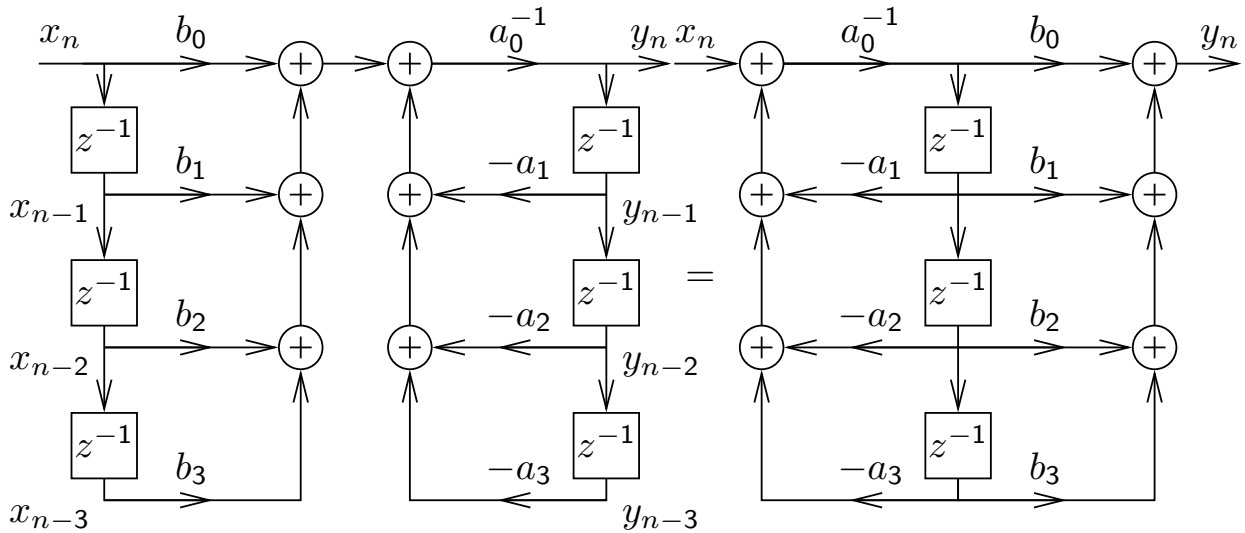 x_n b_0 a_0^{-1} y_n x_n a_0^{-1} b_0 y_n
z^{-1} z^{-1} z^{-1}
b_1 -a_1 -a_1 b_1
x_{n-1} y_{n-1}
z^{-1} z^{-1} = z^{-1}
b_2 -a_2 -a_2 b_2
x_{n-2} y_{n-2}
z^{-1} z^{-1} z^{-1}
b_3 -a_3 -a_3 b_3
x_{n-3} y_{n-3}